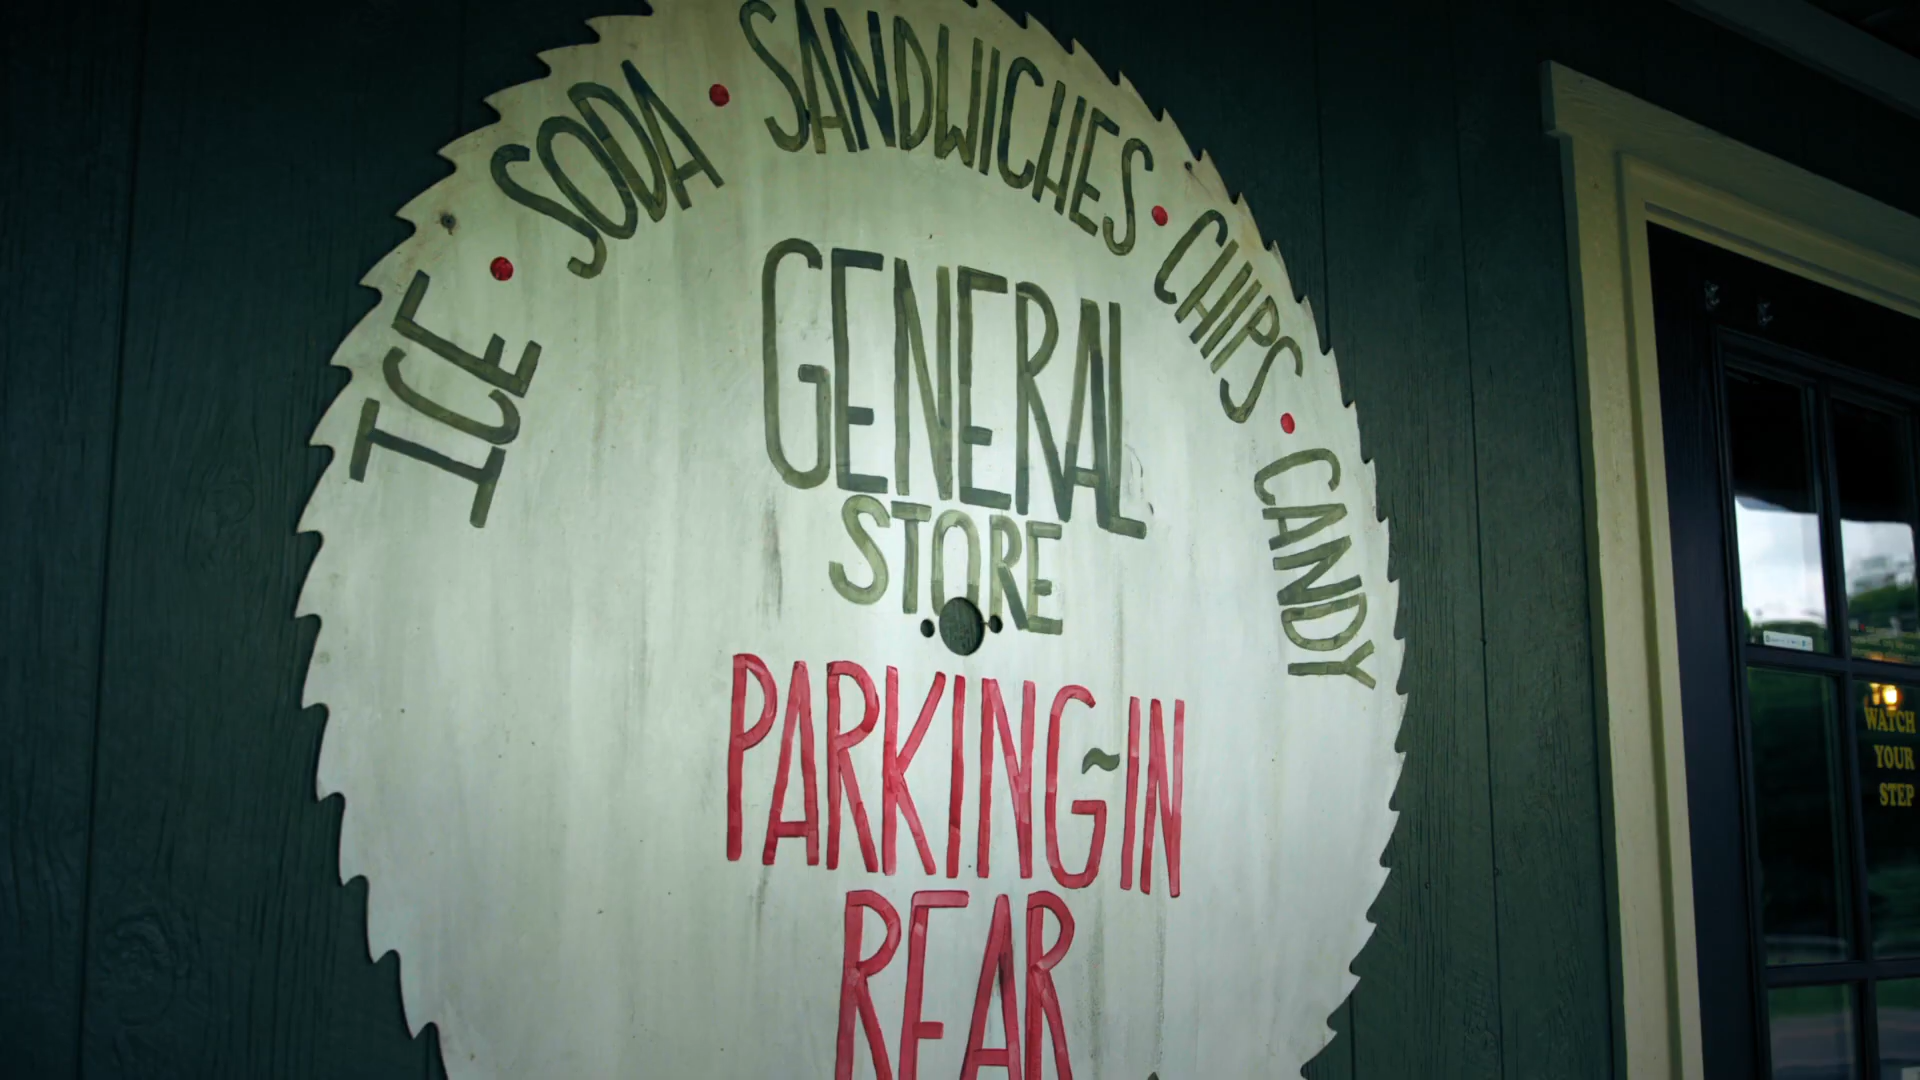 ICE • SODA • SANDWICHES • CHIPS • CANDY
GENERAL
STORE
PARKING~IN
REAR
WATCH
YOUR
STEP